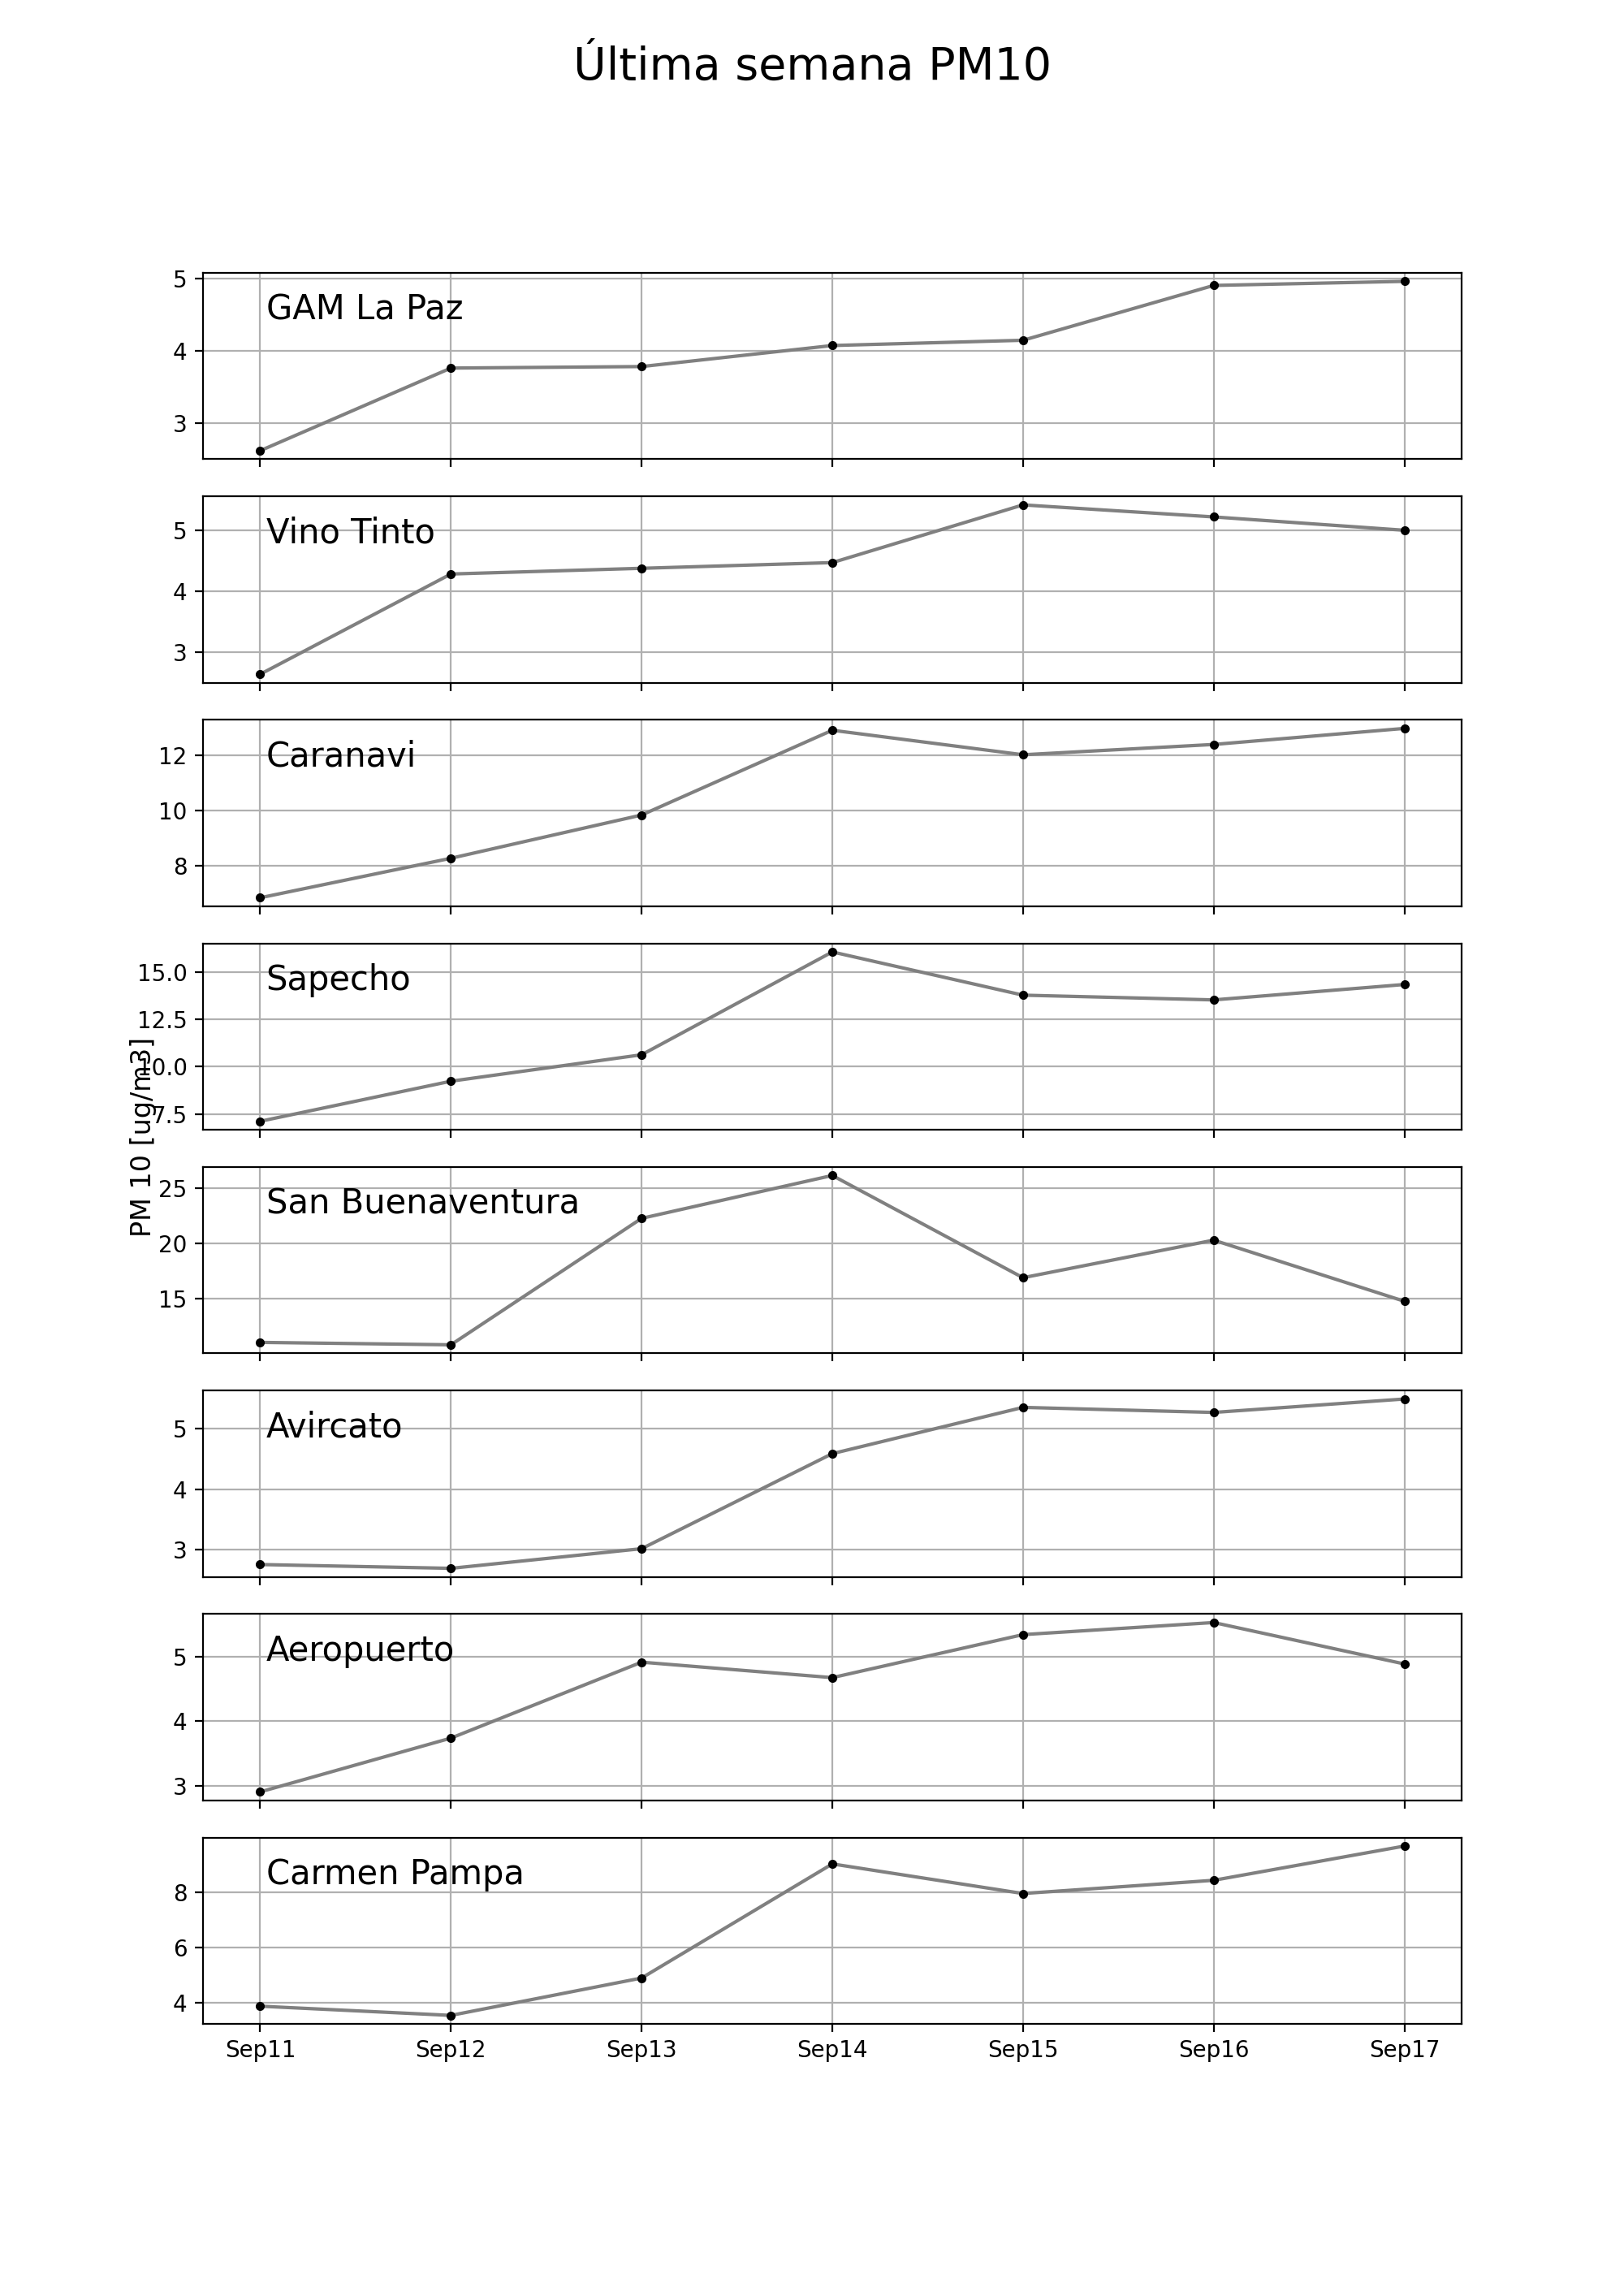 Última semana PM10
5
GAM La Paz
4
3
5
Vino Tinto
4
3
12
Caranavi
10
8
15.0
Sapecho
12.5
10.0
7.5
PM 10 [ug/m3]
25
San Buenaventura
20
15
5
Avircato
4
3
5
Aeropuerto
4
3
Carmen Pampa
8
6
4
Sep11 Sep12 Sep13 Sep14 Sep15 Sep16 Sep17